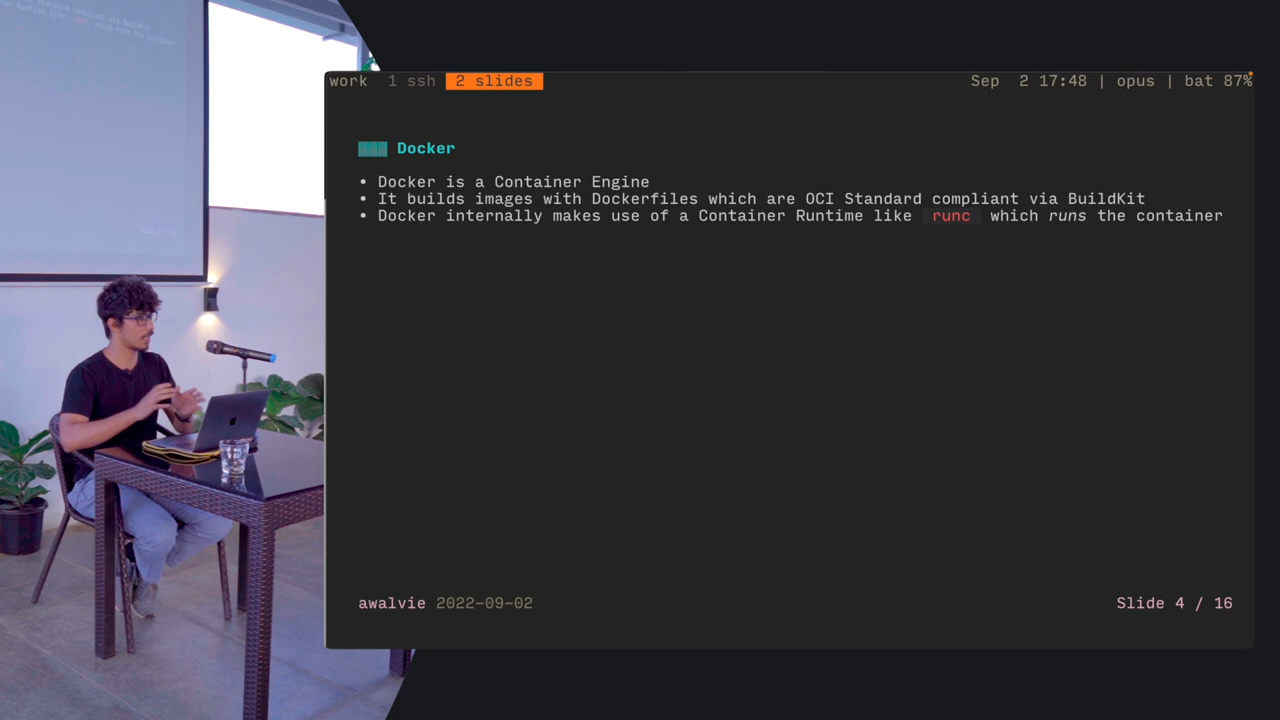 work 1 ssh 2 slides Sep 2 17:48 | opus | bat 87%
Docker
• Docker is a Container Engine
• It builds images with Dockerfiles which are OCI Standard compliant via BuildKit
• Docker internally makes use of a Container Runtime like runc which runs the container
awalvie 2022-09-02 Slide 4 / 16